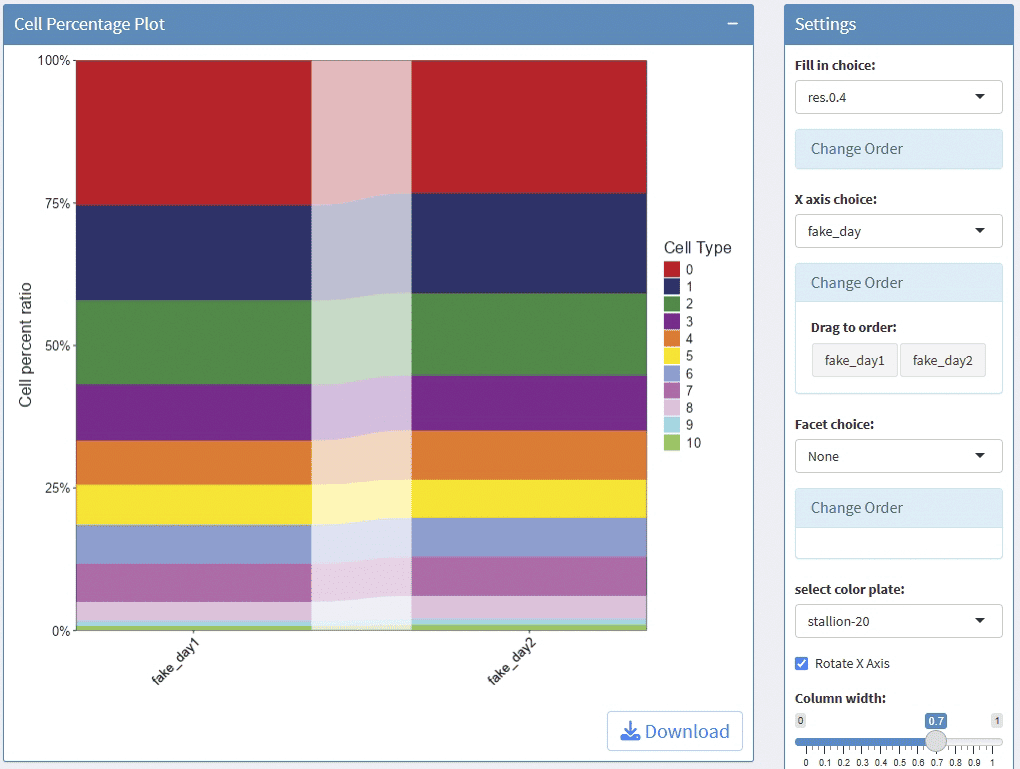 Cell Percentage Plot
100%
75%
50%
25%
0%
Cell percent ratio
fake_day1
fake_day2
Cell Type
0
1
2
3
4
5
6
7
8
9
10
Download
Settings
Fill in choice:
res.0.4
Change Order
X axis choice:
fake_day
Change Order
Drag to order:
fake_day1 fake_day2
Facet choice:
None
Change Order
select color plate:
stallion-20
Rotate X Axis
Column width:
0 0.7 1
0 0.1 0.2 0.3 0.4 0.5 0.6 0.7 0.8 0.9 1